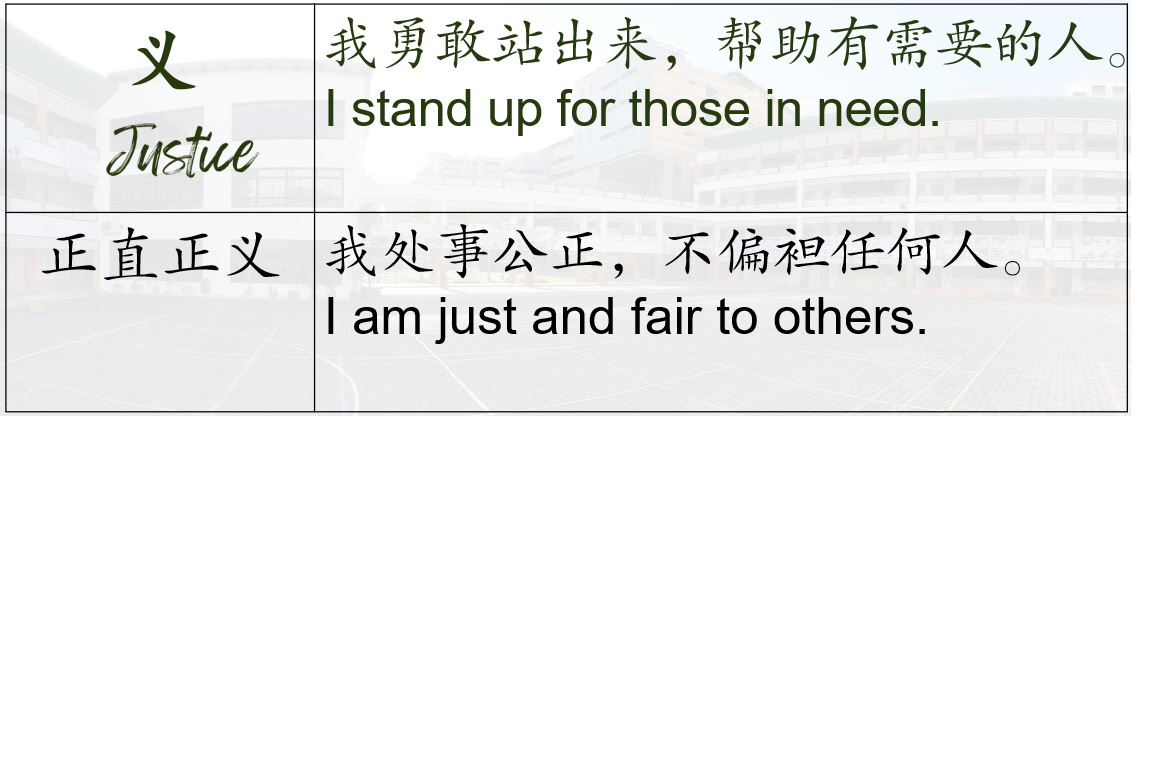 义
Justice
我勇敢站出来，帮助有需要的人。
I stand up for those in need.
正直正义
我处事公正，不偏袒任何人。
I am just and fair to others.